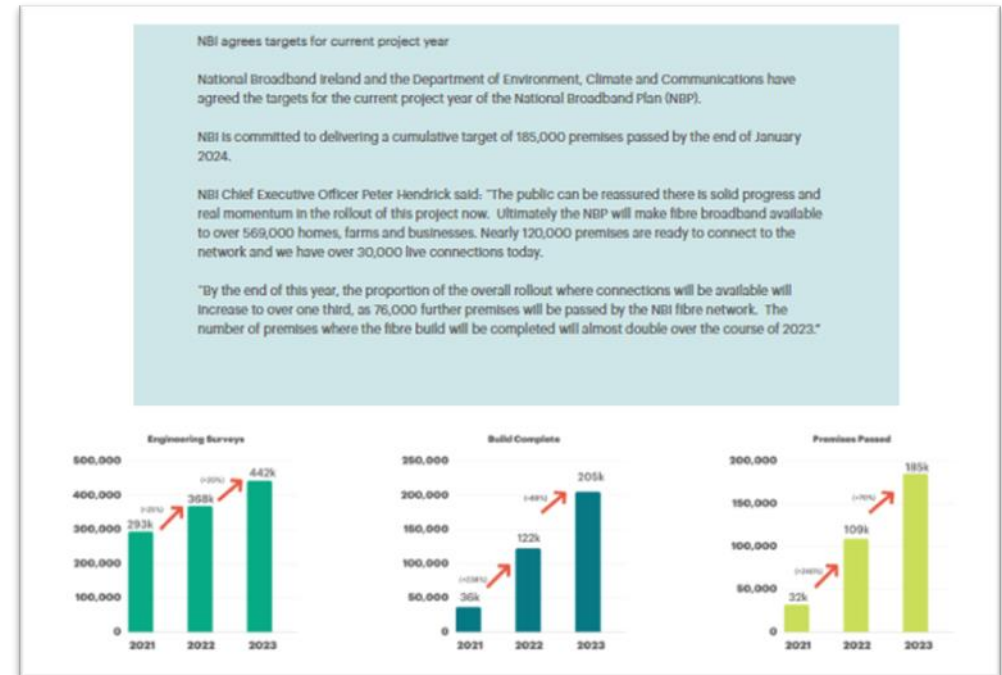 NBI agrees targets for current project year
National Broadband Ireland and the Department of Environment, Climate and Communications have
agreed the targets for the current project year of the National Broadband Plan (NBP).
NBI is committed to delivering a cumulative target of 185,000 premises passed by the end of January
2024.
NBI Chief Executive Officer Peter Hendrick said: "The public can be reassured there is solid progress and
real momentum in the rollout of this project now. Ultimately the NBP will make fibre broadband available
to over 569,000 homes, farms and businesses. Nearly 120,000 premises are ready to connect to the
network and we have over 30,000 live connections today.
"By the end of this year, the proportion of the overall rollout where connections will be available will
increase to over one third, as 76,000 further premises will be passed by the NBI fibre network. The
number of premises where the fibre build will be completed will almost double over the course of 2023."
Engineering Surveys
500,000
400,000
300,000
200,000
100,000
0
293k
368k
442k
2021
2022
2023
Build Complete
250,000
200,000
150,000
100,000
50,000
0
36k
122k
205k
2021
2022
2023
Premises Passed
200,000
150,000
100,000
50,000
0
32k
109k
185k
2021
2022
2023